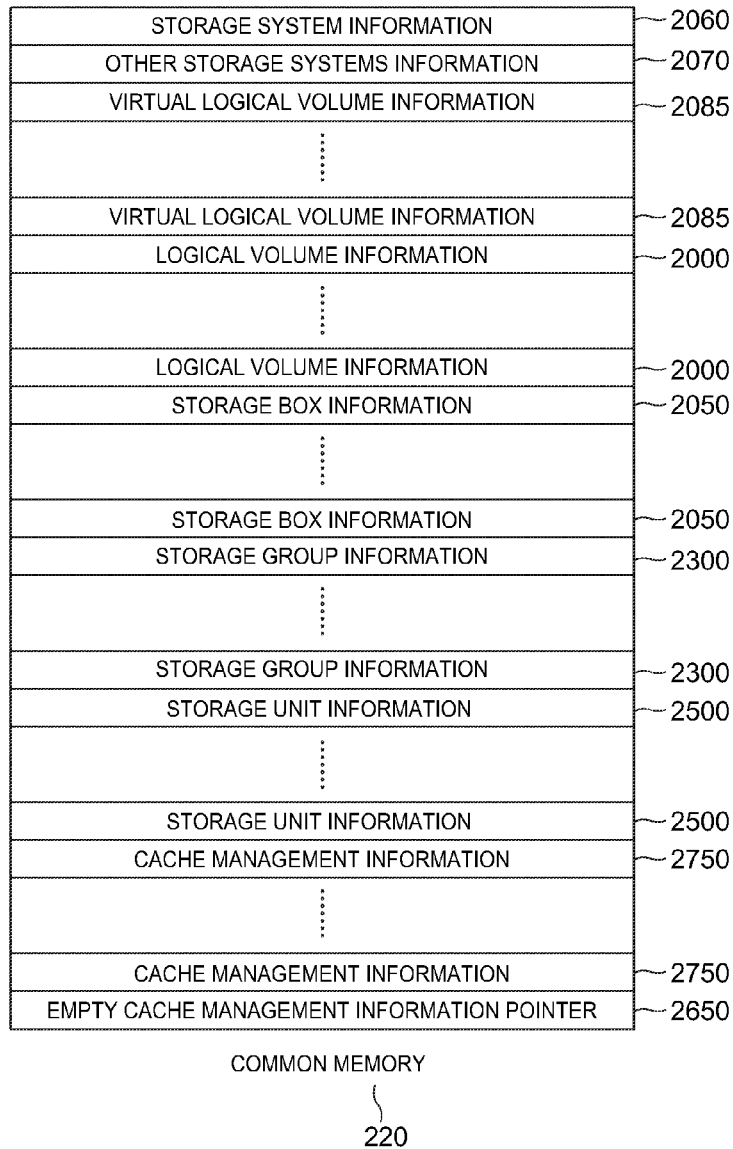 STORAGE SYSTEM INFORMATION 2060
OTHER STORAGE SYSTEMS INFORMATION 2070
VIRTUAL LOGICAL VOLUME INFORMATION 2085
VIRTUAL LOGICAL VOLUME INFORMATION 2085
LOGICAL VOLUME INFORMATION 2000
LOGICAL VOLUME INFORMATION 2000
STORAGE BOX INFORMATION 2050
STORAGE BOX INFORMATION 2050
STORAGE GROUP INFORMATION 2300
STORAGE GROUP INFORMATION 2300
STORAGE UNIT INFORMATION 2500
STORAGE UNIT INFORMATION 2500
CACHE MANAGEMENT INFORMATION 2750
CACHE MANAGEMENT INFORMATION 2750
EMPTY CACHE MANAGEMENT INFORMATION POINTER 2650
COMMON MEMORY
220